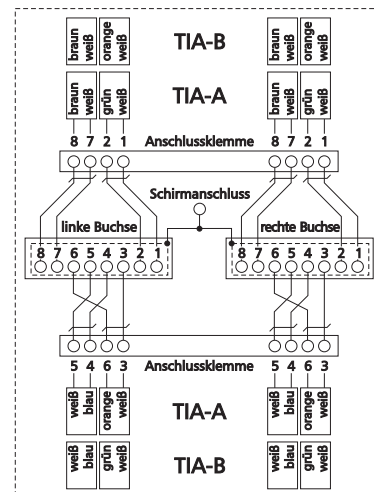 braun weiß orange weiß TIA-B braun weiß orange weiß
braun weiß grün weiß TIA-A braun weiß grün weiß
8 7 2 1 Anschlussklemme 8 7 2 1
Schirmanschluss
linke Buchse rechte Buchse
8 7 6 5 4 3 2 1 8 7 6 5 4 3 2 1
5 4 6 3 Anschlussklemme 5 4 6 3
weiß blau orange weiß TIA-A weiß blau orange weiß
weiß blau grün weiß TIA-B weiß blau grün weiß